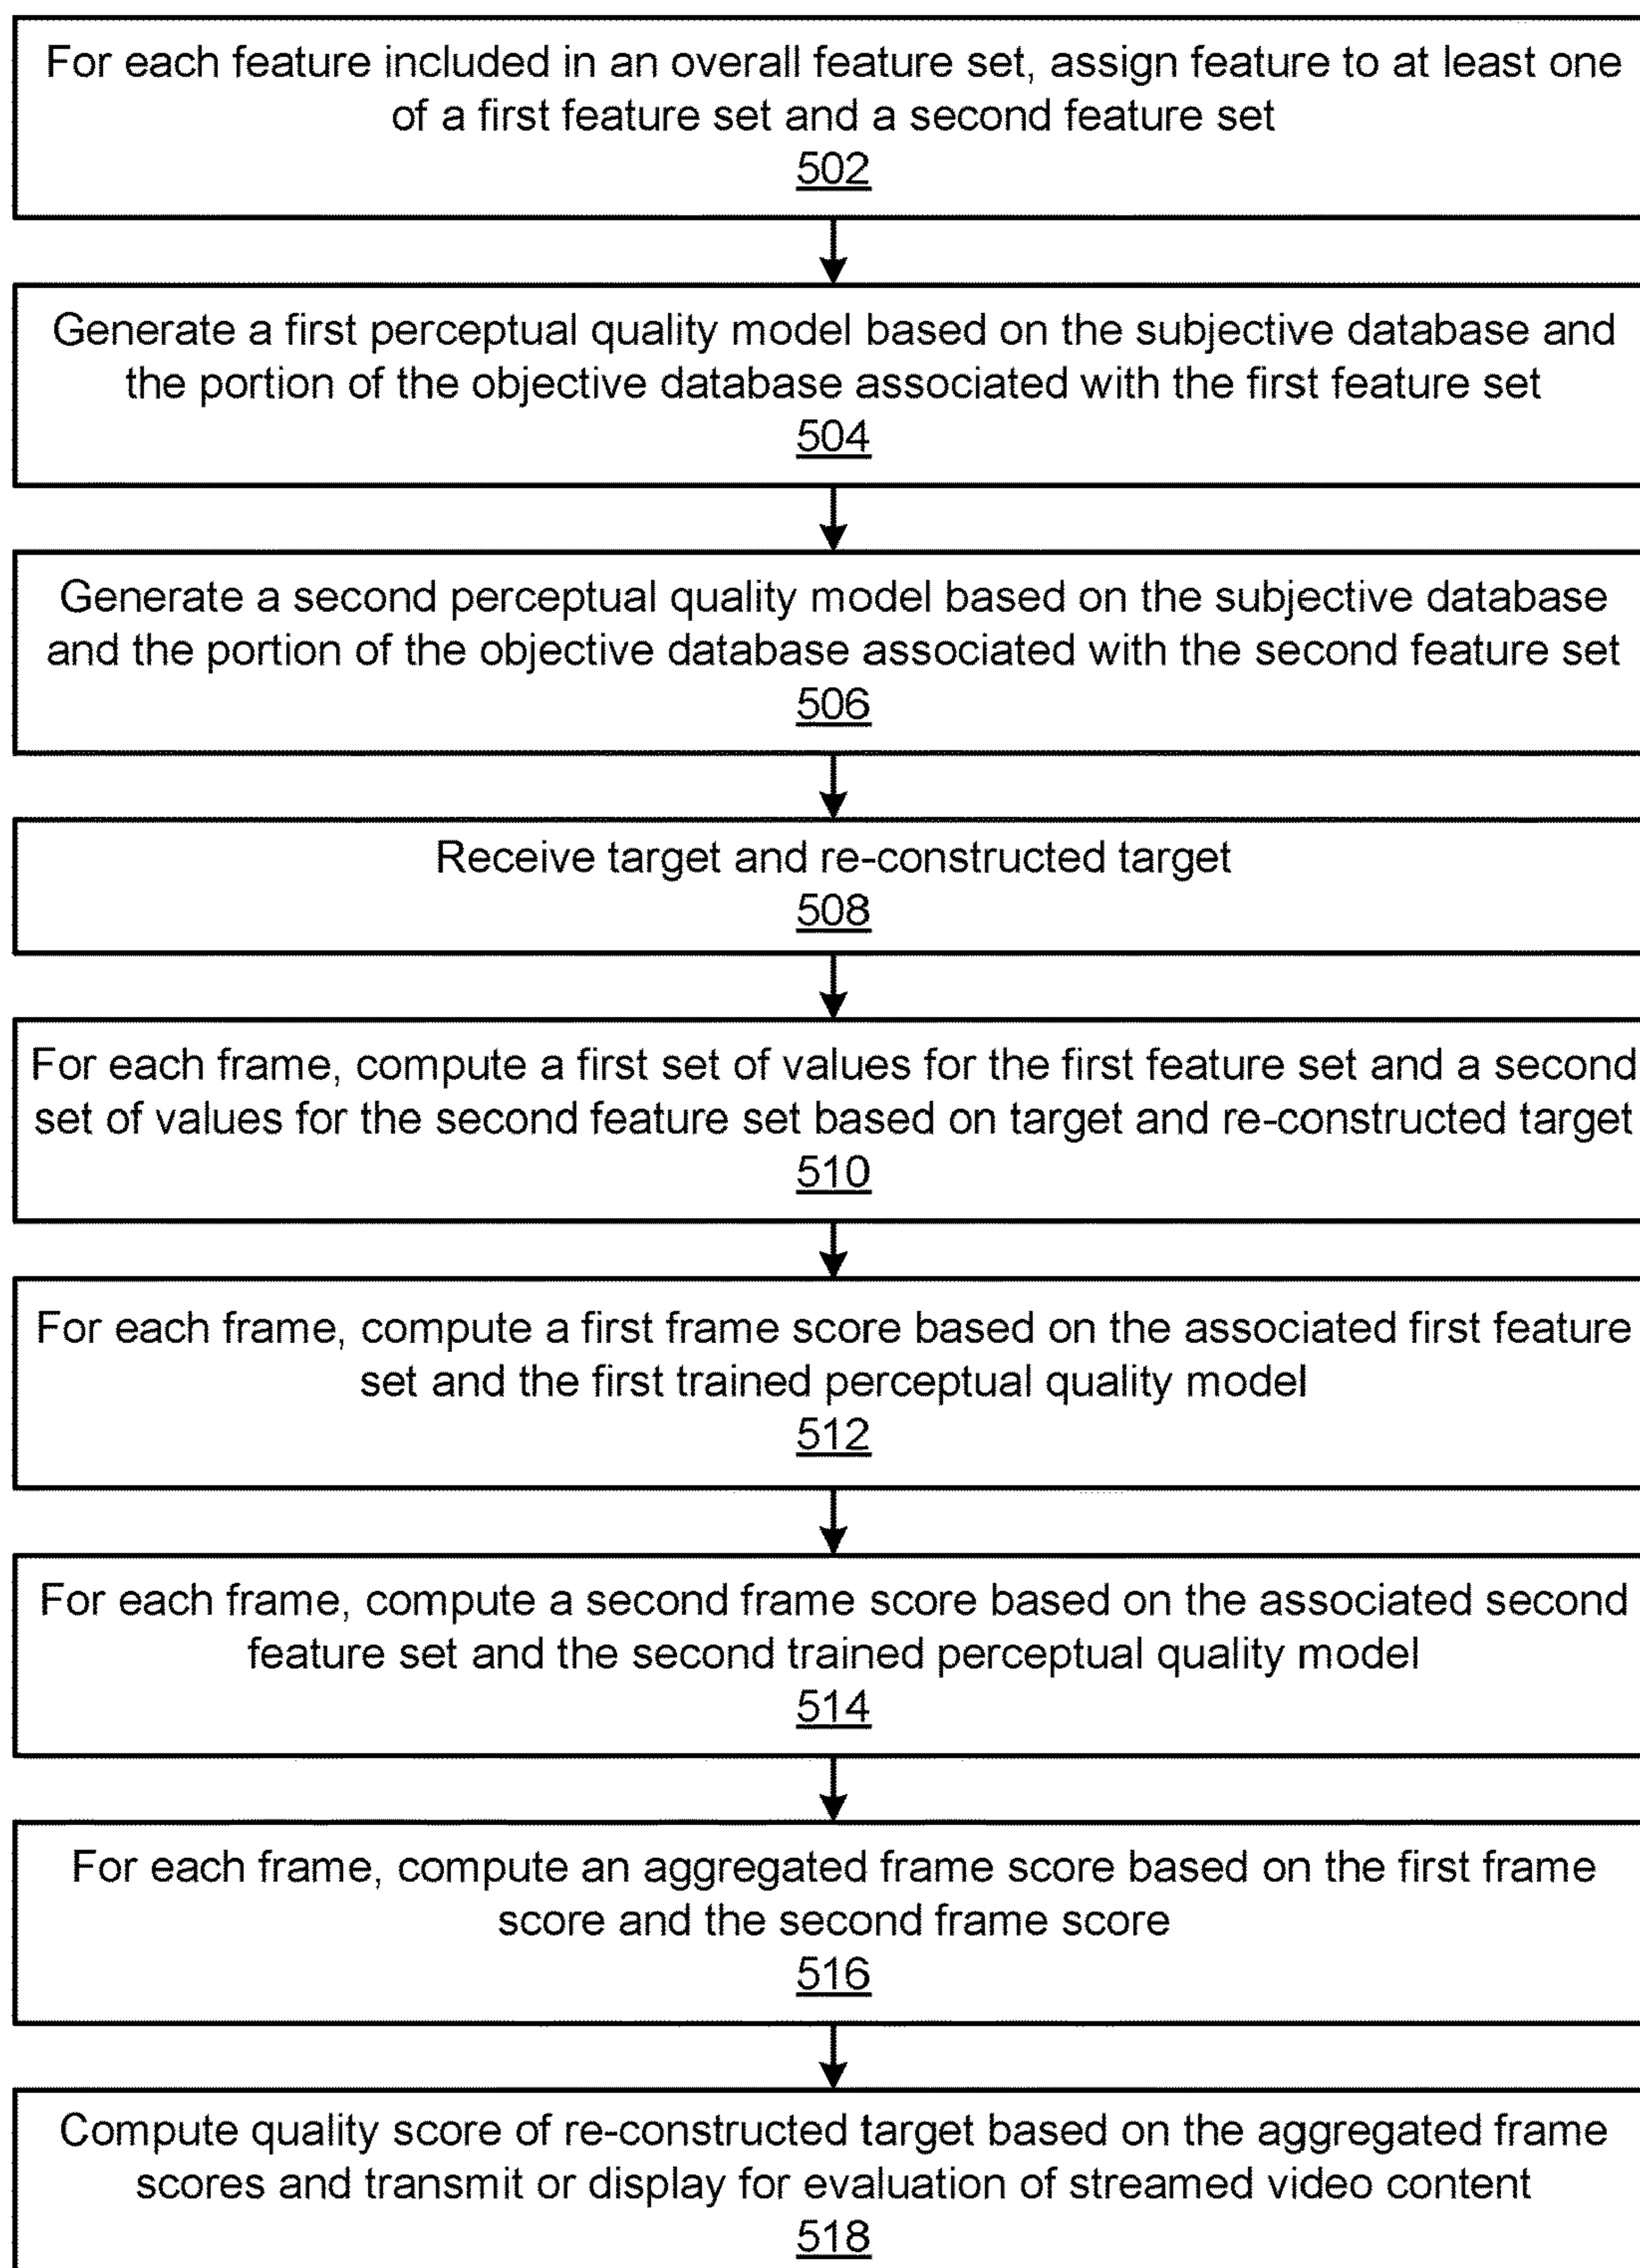 For each feature included in an overall feature set, assign feature to at least one
of a first feature set and a second feature set
502
Generate a first perceptual quality model based on the subjective database and
the portion of the objective database associated with the first feature set
504
Generate a second perceptual quality model based on the subjective database
and the portion of the objective database associated with the second feature set
506
Receive target and re-constructed target
508
For each frame, compute a first set of values for the first feature set and a second
set of values for the second feature set based on target and re-constructed target
510
For each frame, compute a first frame score based on the associated first feature
set and the first trained perceptual quality model
512
For each frame, compute a second frame score based on the associated second
feature set and the second trained perceptual quality model
514
For each frame, compute an aggregated frame score based on the first frame
score and the second frame score
516
Compute quality score of re-constructed target based on the aggregated frame
scores and transmit or display for evaluation of streamed video content
518